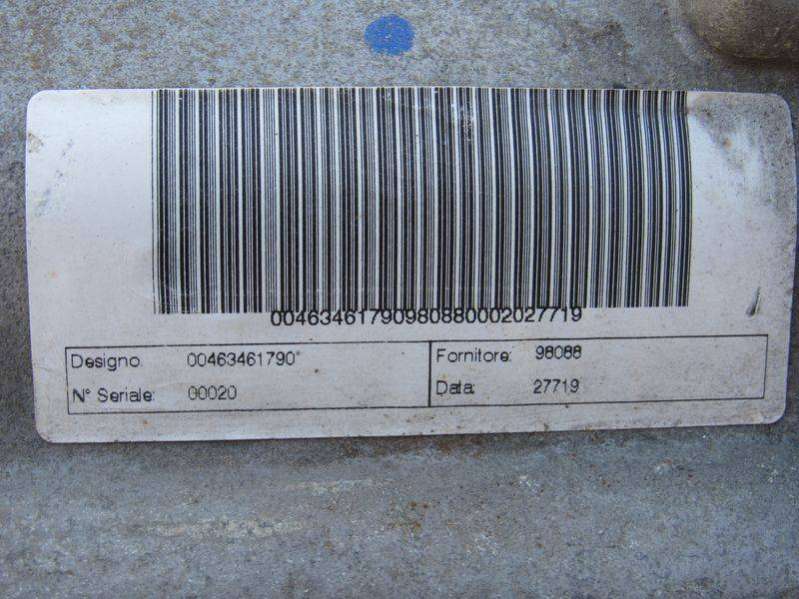 00463461790980880002027719
Designo: 00463461790" Fornitore: 98088
N° Seriale: 00020 Data: 27719